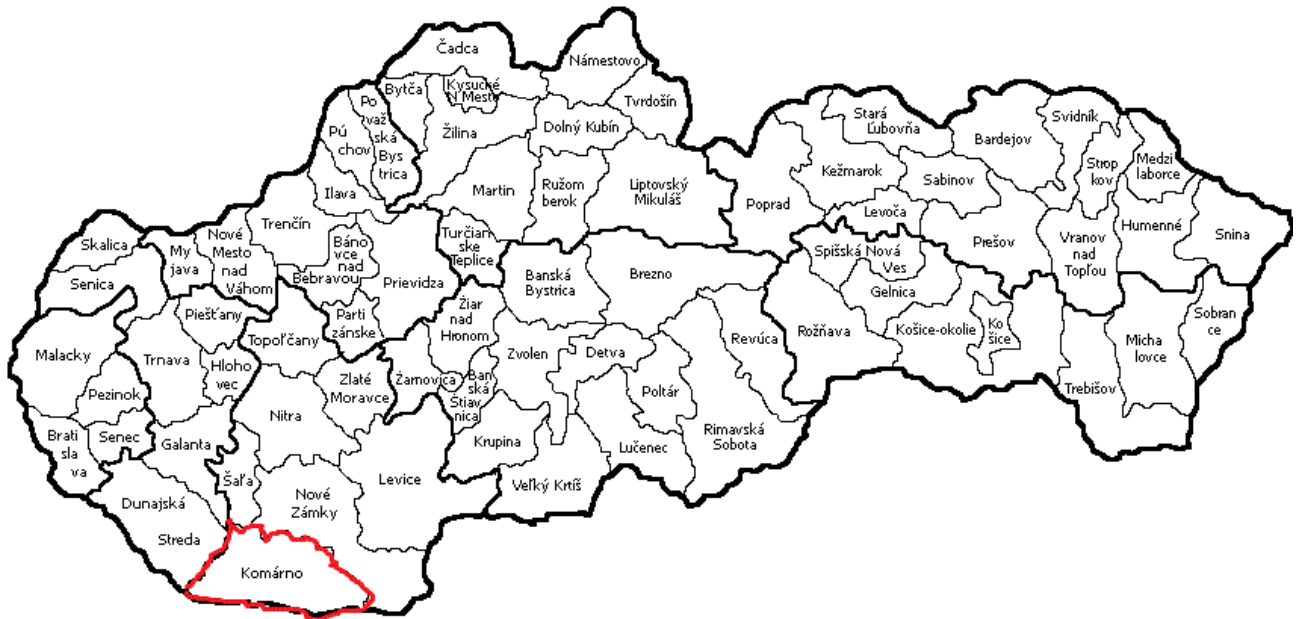 Čadca
Námestovo
Kysucké
N Mesto
Bytča
Tvrdošín
Po
važ
ská
Bys
trica
Pú
chov
Žilina
Dolný Kubín
Stará
Ľubovňa
Svidník
Bardejov
Strop
kov
Medzi
laborce
Ilava
Martin
Ružom
berok
Liptovský
Mikuláš
Kežmarok
Sabinov
Poprad
Levoča
Trenčín
Turčian
ske
Teplice
Humenné
Snina
Skalica
My
java
Nové
Mesto
nad
Váhom
Báno
vce nad
Bebravou
Prešov
Vranov
nad
Topľou
Spišská Nová
Ves
Senica
Prievidza
Banská
Bystrica
Brezno
Gelnica
Piešťany
Parti
zánske
Žiar
nad
Hronom
Sobran
ce
Malacky
Trnava
Topoľčany
Rožňava
Košice-okolie
Ko
šice
Micha
lovce
Revúca
Hloho
vec
Zvolen
Detva
Zlaté
Moravce
Žarnovica
Ban
ská
Štiav
nica
Pezinok
Poltár
Trebišov
Nitra
Brati
sla
va
Senec
Galanta
Krupina
Lučenec
Rimavská
Sobota
Šaľa
Levice
Veľký Krtíš
Dunajská
Streda
Nové
Zámky
Komárno